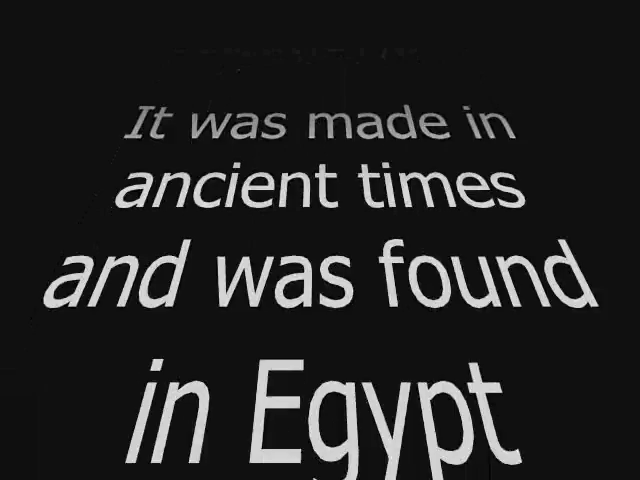 It was made in
ancient times
and was found
in Egypt